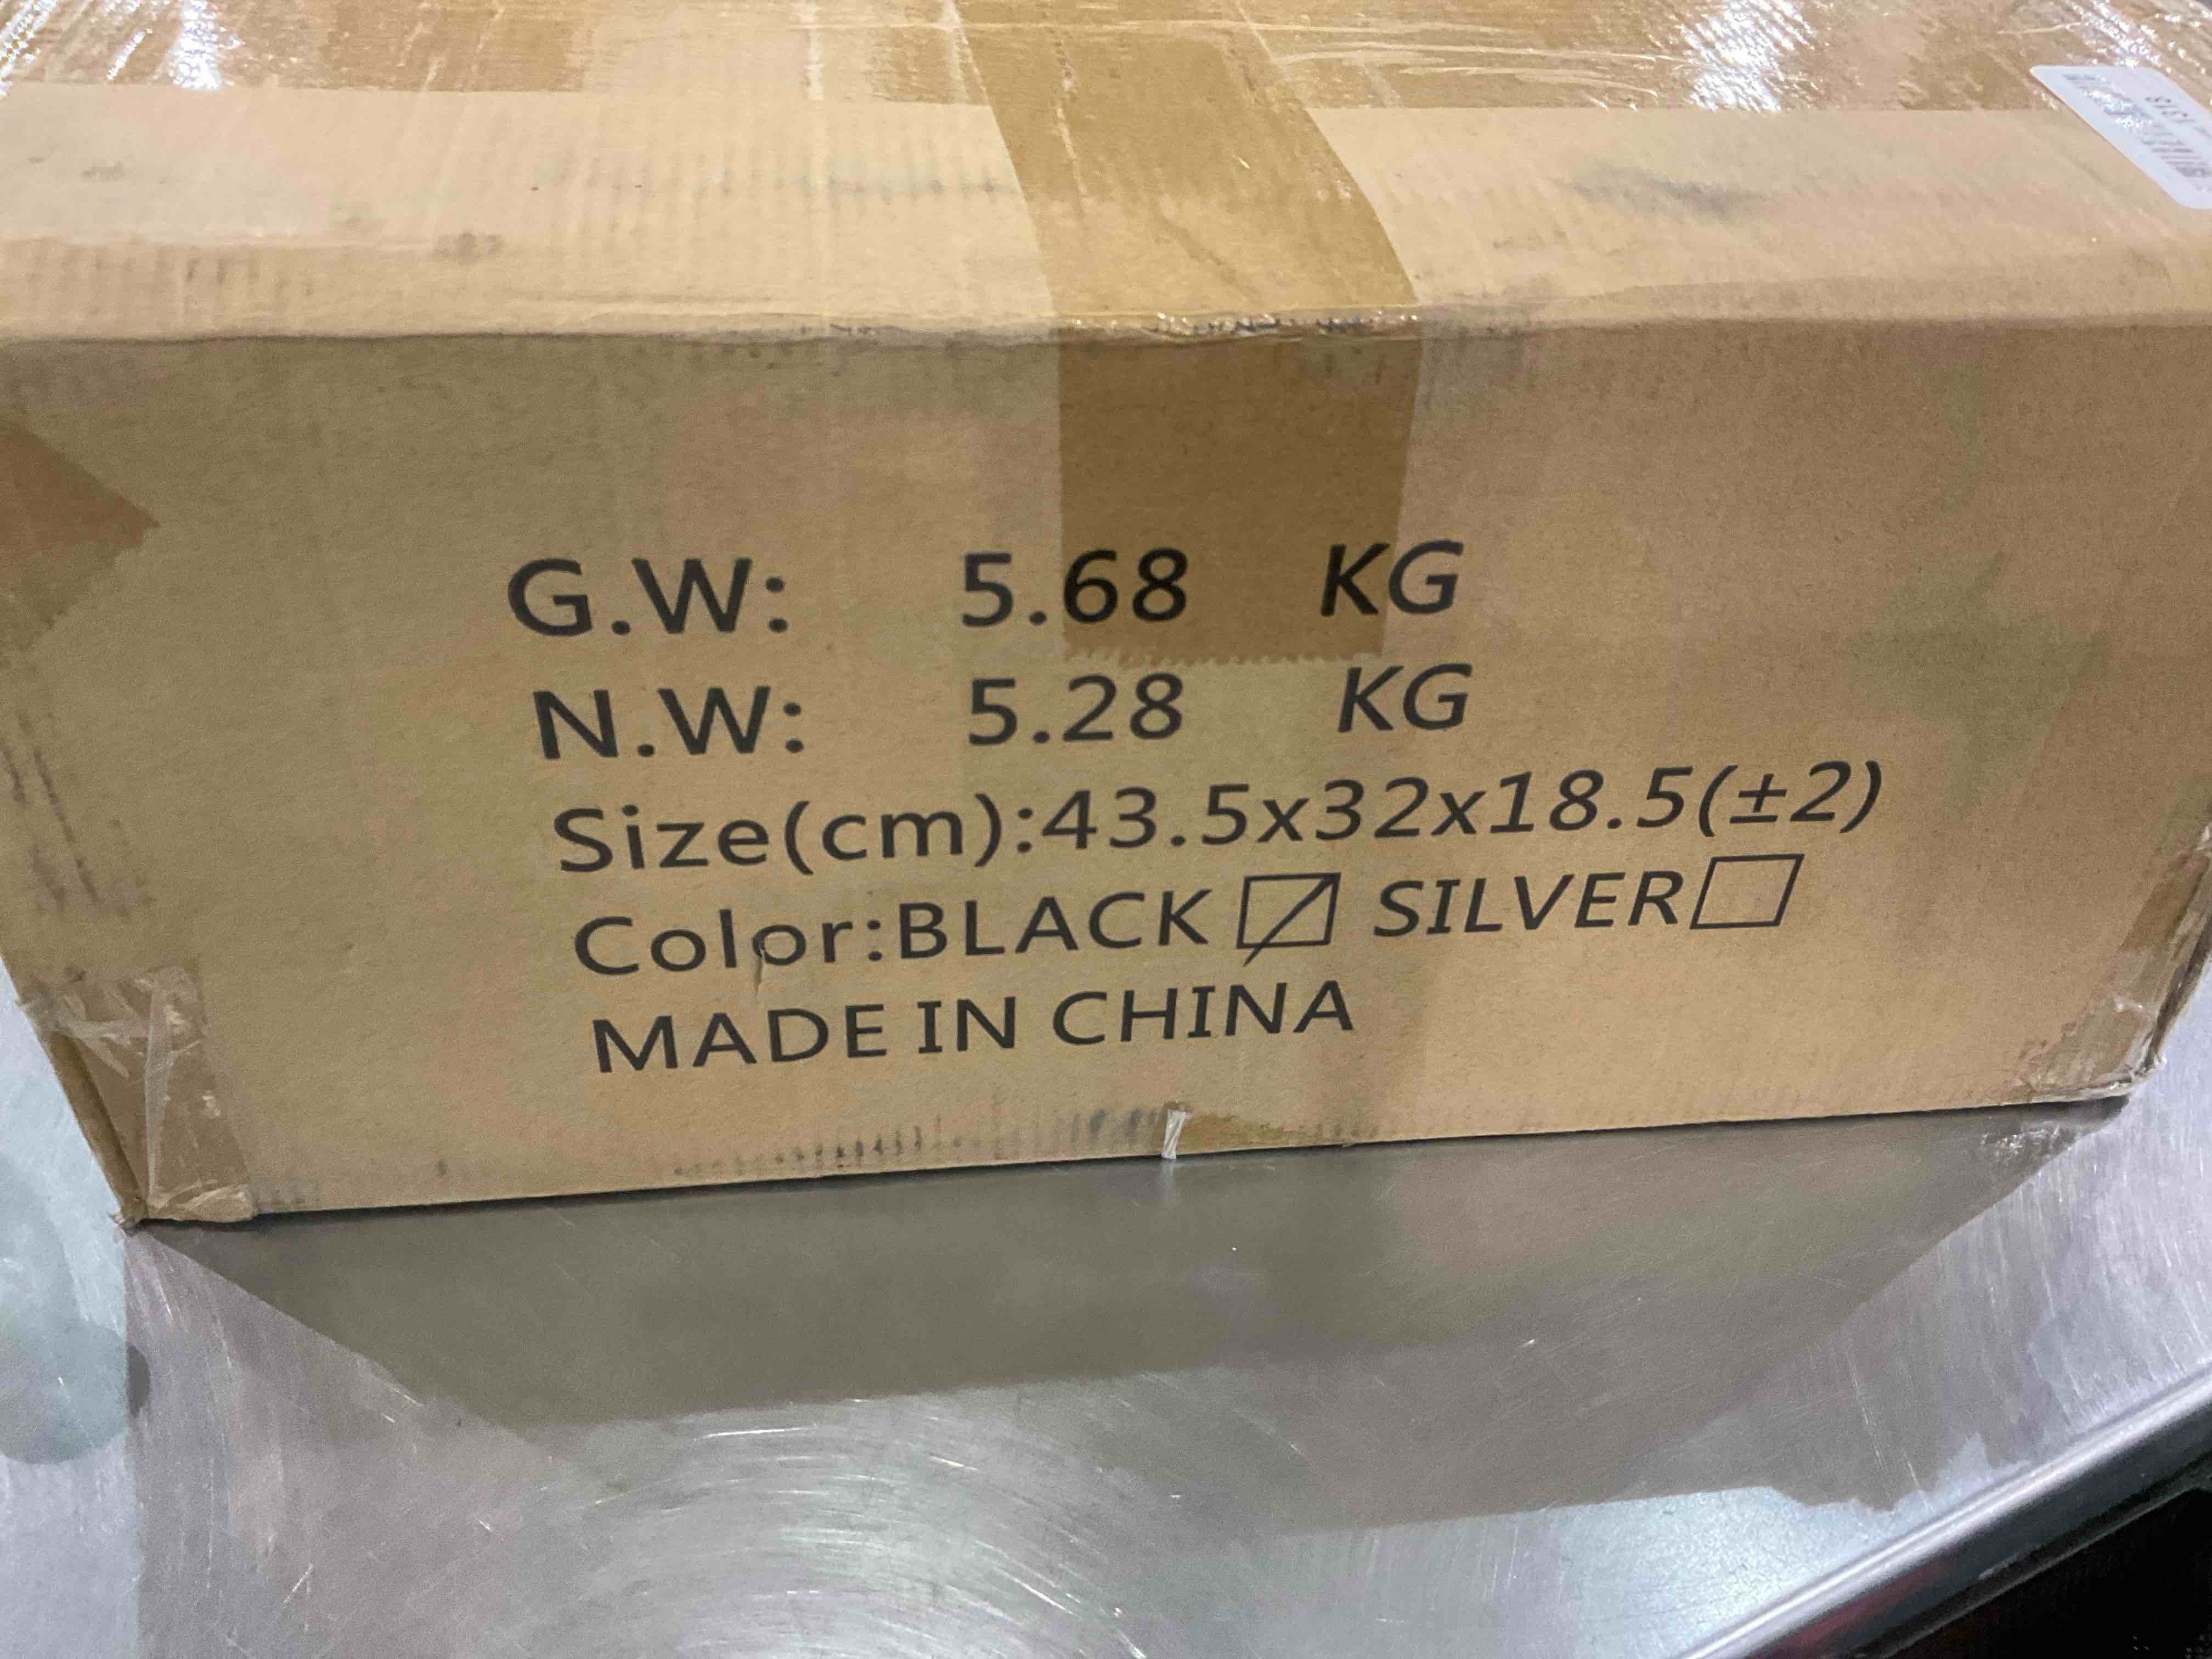 G.W: 5.68 KG
N.W: 5.28 KG
Size(cm):43.5x32x18.5(±2)
Color:BLACK☑ SILVER☐
MADE IN CHINA